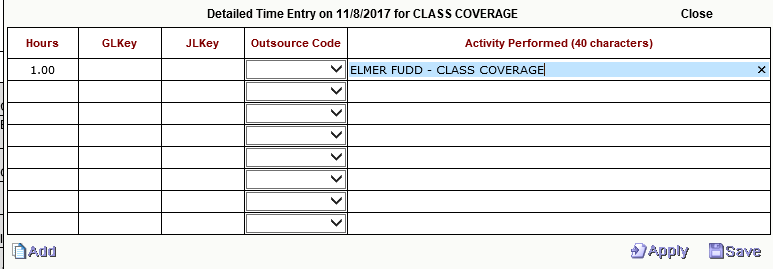 Detailed Time Entry on 11/8/2017 for CLASS COVERAGE Close
Hours GLKey JLKey Outsource Code Activity Performed (40 characters)
1.00 ELMER FUDD - CLASS COVERAGE
Add Apply Save